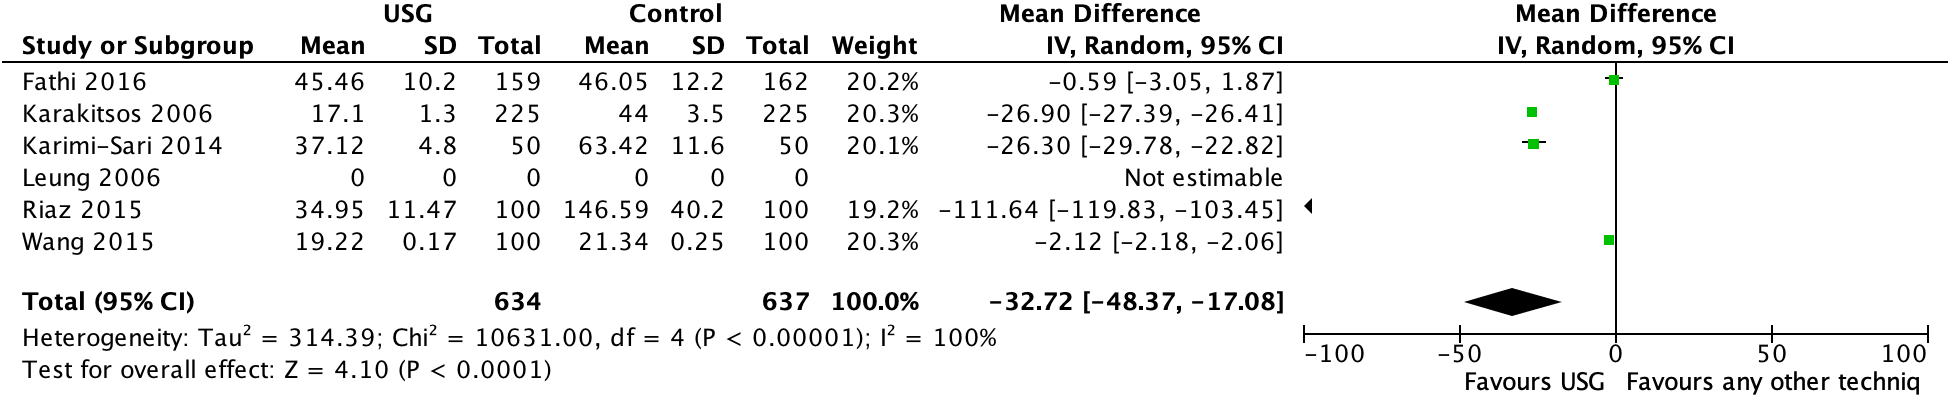 USG Control Mean Difference Mean Difference
Study or Subgroup Mean SD Total Mean SD Total Weight IV, Random, 95% CI IV, Random, 95% CI
Fathi 2016 45.46 10.2 159 46.05 12.2 162 20.2% −0.59 [−3.05, 1.87]
Karakitsos 2006 17.1 1.3 225 44 3.5 225 20.3% −26.90 [−27.39, −26.41]
Karimi−Sari 2014 37.12 4.8 50 63.42 11.6 50 20.1% −26.30 [−29.78, −22.82]
Leung 2006 0 0 0 0 0 0 Not estimable
Riaz 2015 34.95 11.47 100 146.59 40.2 100 19.2% −111.64 [−119.83, −103.45]
Wang 2015 19.22 0.17 100 21.34 0.25 100 20.3% −2.12 [−2.18, −2.06]
Total (95% CI) 634 637 100.0% −32.72 [−48.37, −17.08]
Heterogeneity: Tau² = 314.39; Chi² = 10631.00, df = 4 (P < 0.00001); I² = 100%
Test for overall effect: Z = 4.10 (P < 0.0001)
−100 −50 0 50 100
Favours USG Favours any other techniq